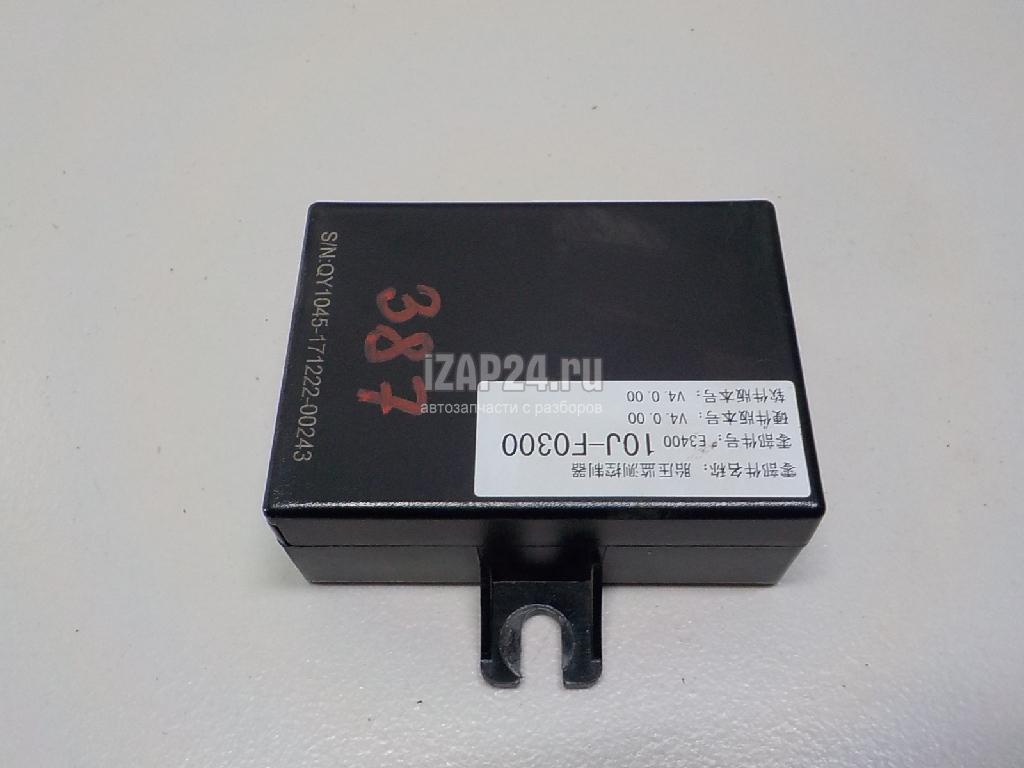 S/N:QY1045-171222-00243
387
iZAP24.ru
автозапчасти с разборов
零部件名称: 胎压监测控制器
零部件号: E3400 10J-F0300
硬件版本号: V4.0.00
软件版本号: V4.0.00